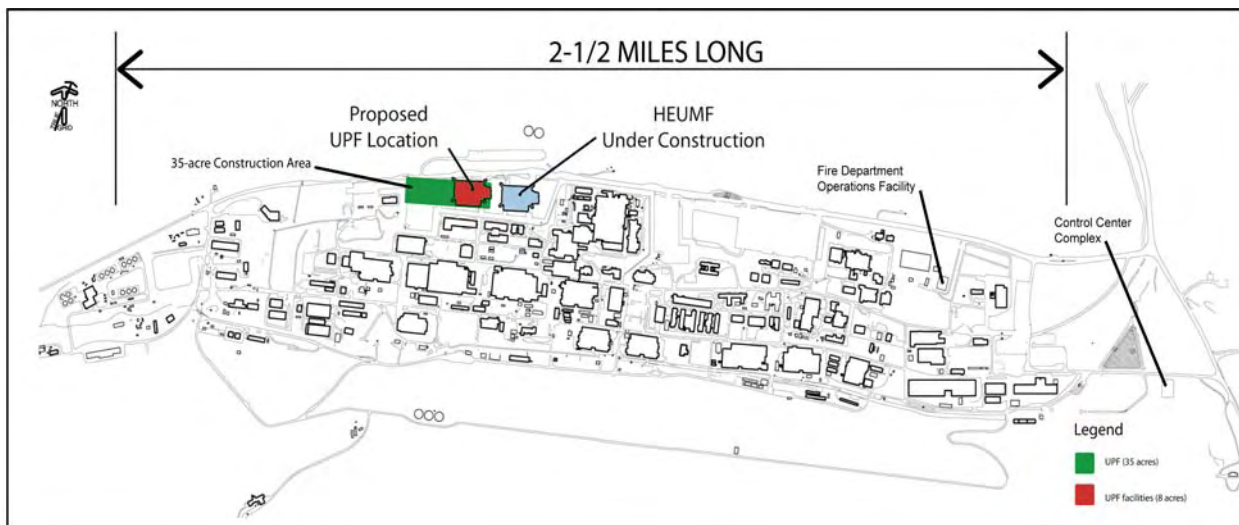 2-1/2 MILES LONG
NORTH
Proposed
UPF Location
HEUMF
Under Construction
35-acre Construction Area
Fire Department
Operations Facility
Control Center
Complex
Legend
UPF (35 acres)
UPF facilities (8 acres)